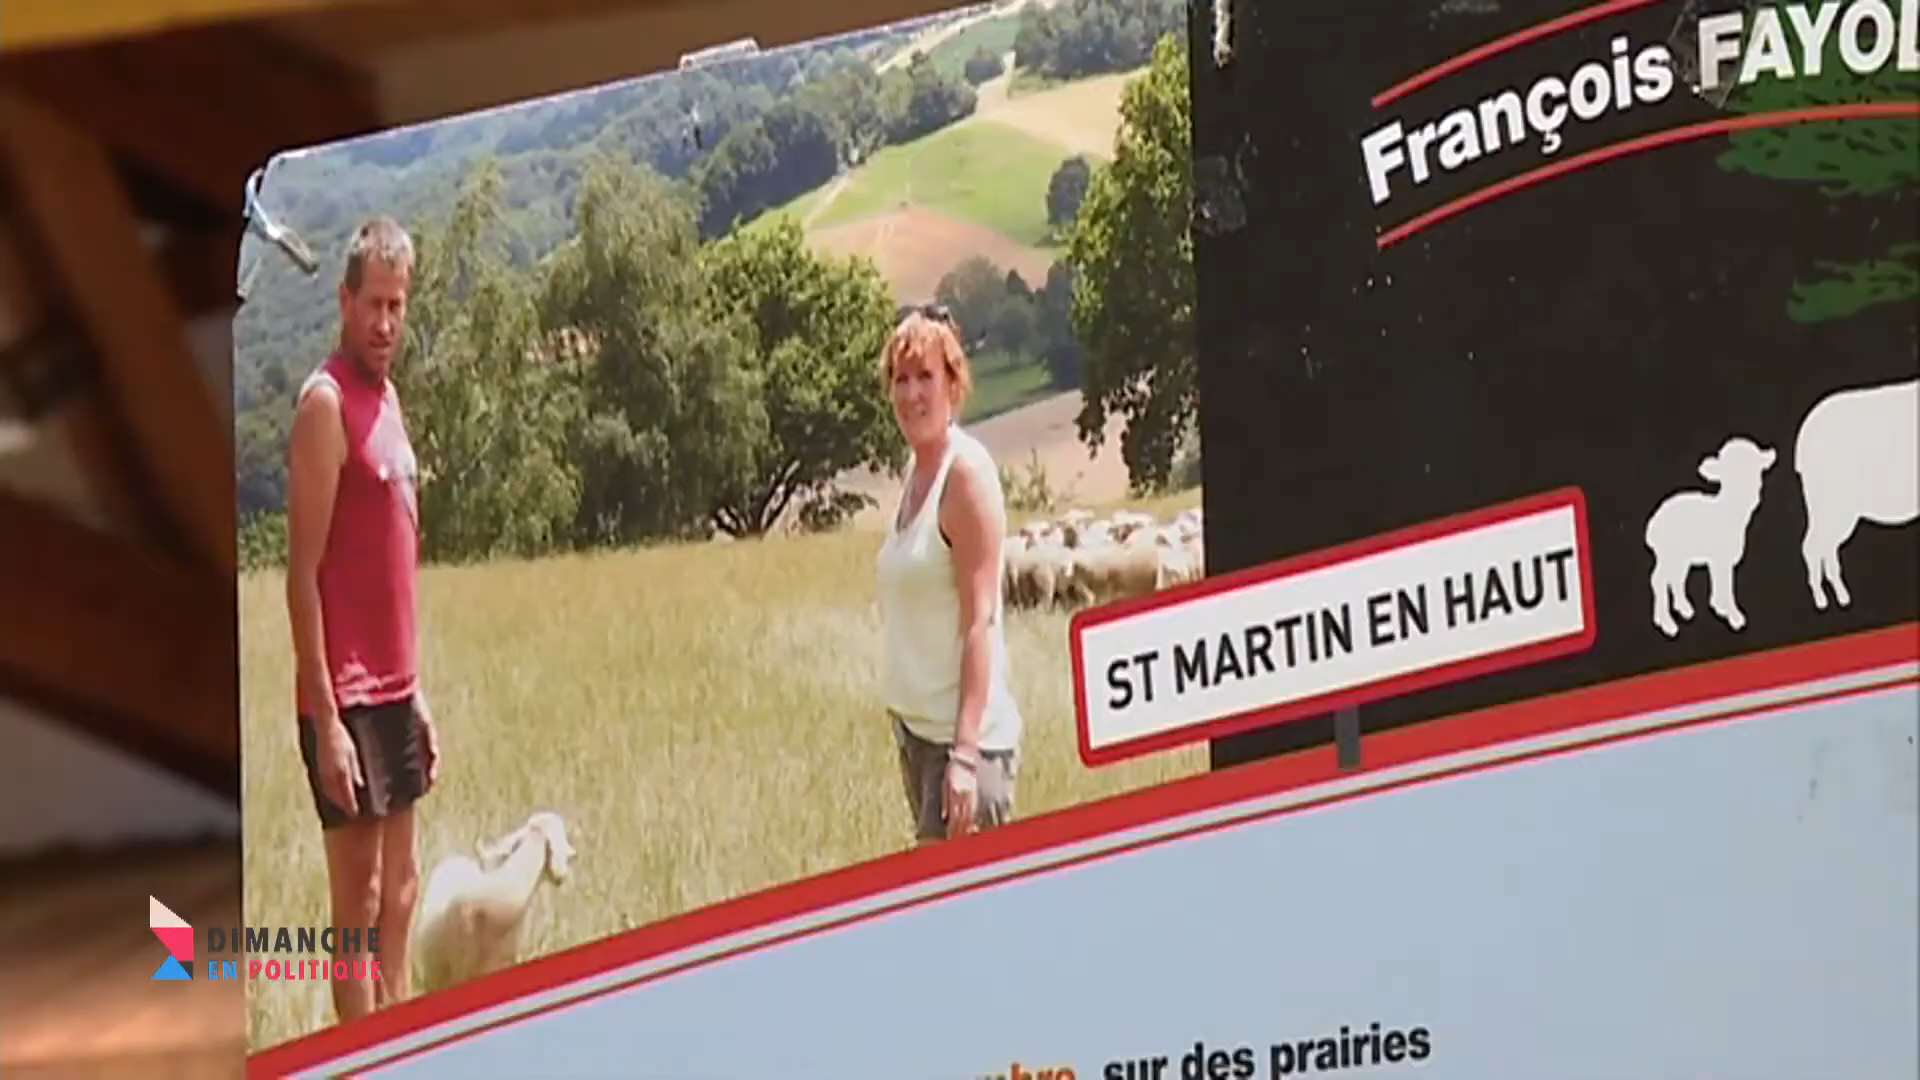 François FAYOL
ST MARTIN EN HAUT
sur des prairies
DIMANCHE
EN POLITIQUE